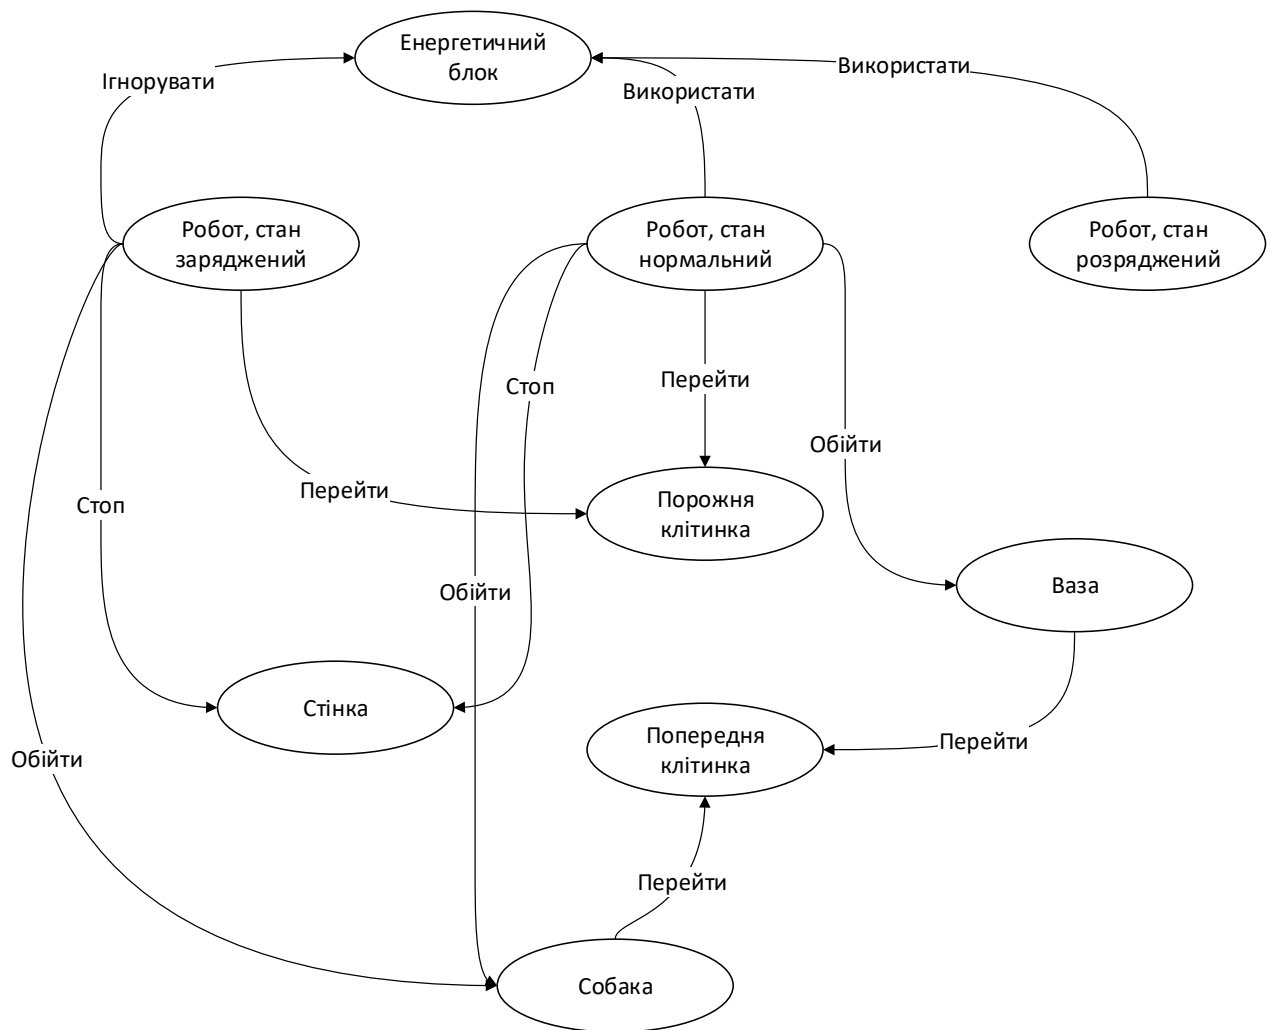 Енергетичний
блок
Ігнорувати
Використати
Використати
Робот, стан
заряджений
Робот, стан
нормальний
Робот, стан
розряджений
Стоп
Перейти
Обійти
Перейти
Стоп
Порожня
клітинка
Ваза
Обійти
Стінка
Попередня
клітинка
Перейти
Обійти
Перейти
Собака